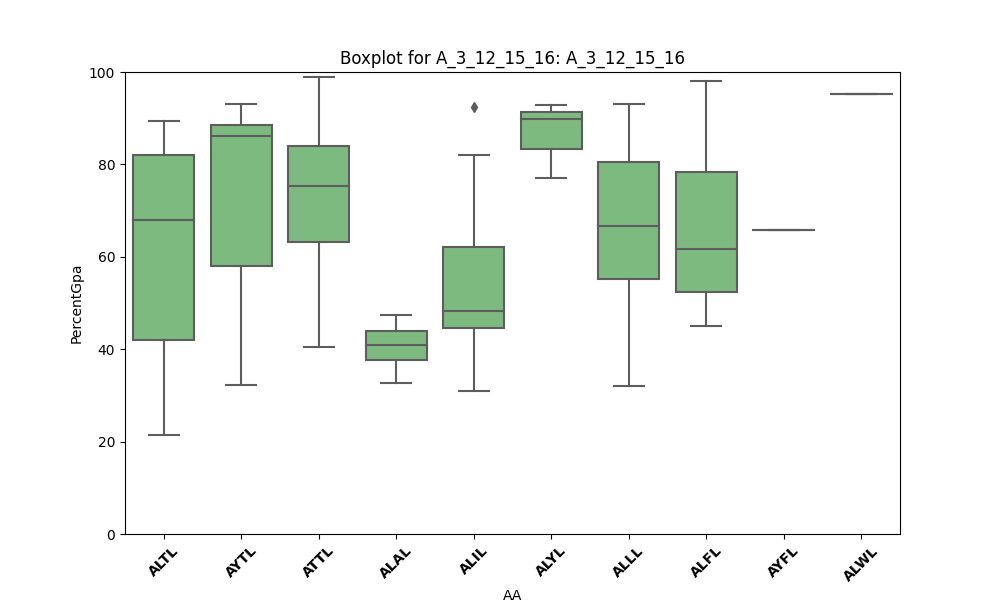 Boxplot for A_3_12_15_16: A_3_12_15_16
PercentGpa
100
80
60
40
20
0
ALTL
AYTL
ATTL
ALAL
ALIL
ALYL
ALLL
ALFL
AYFL
ALWL
AA